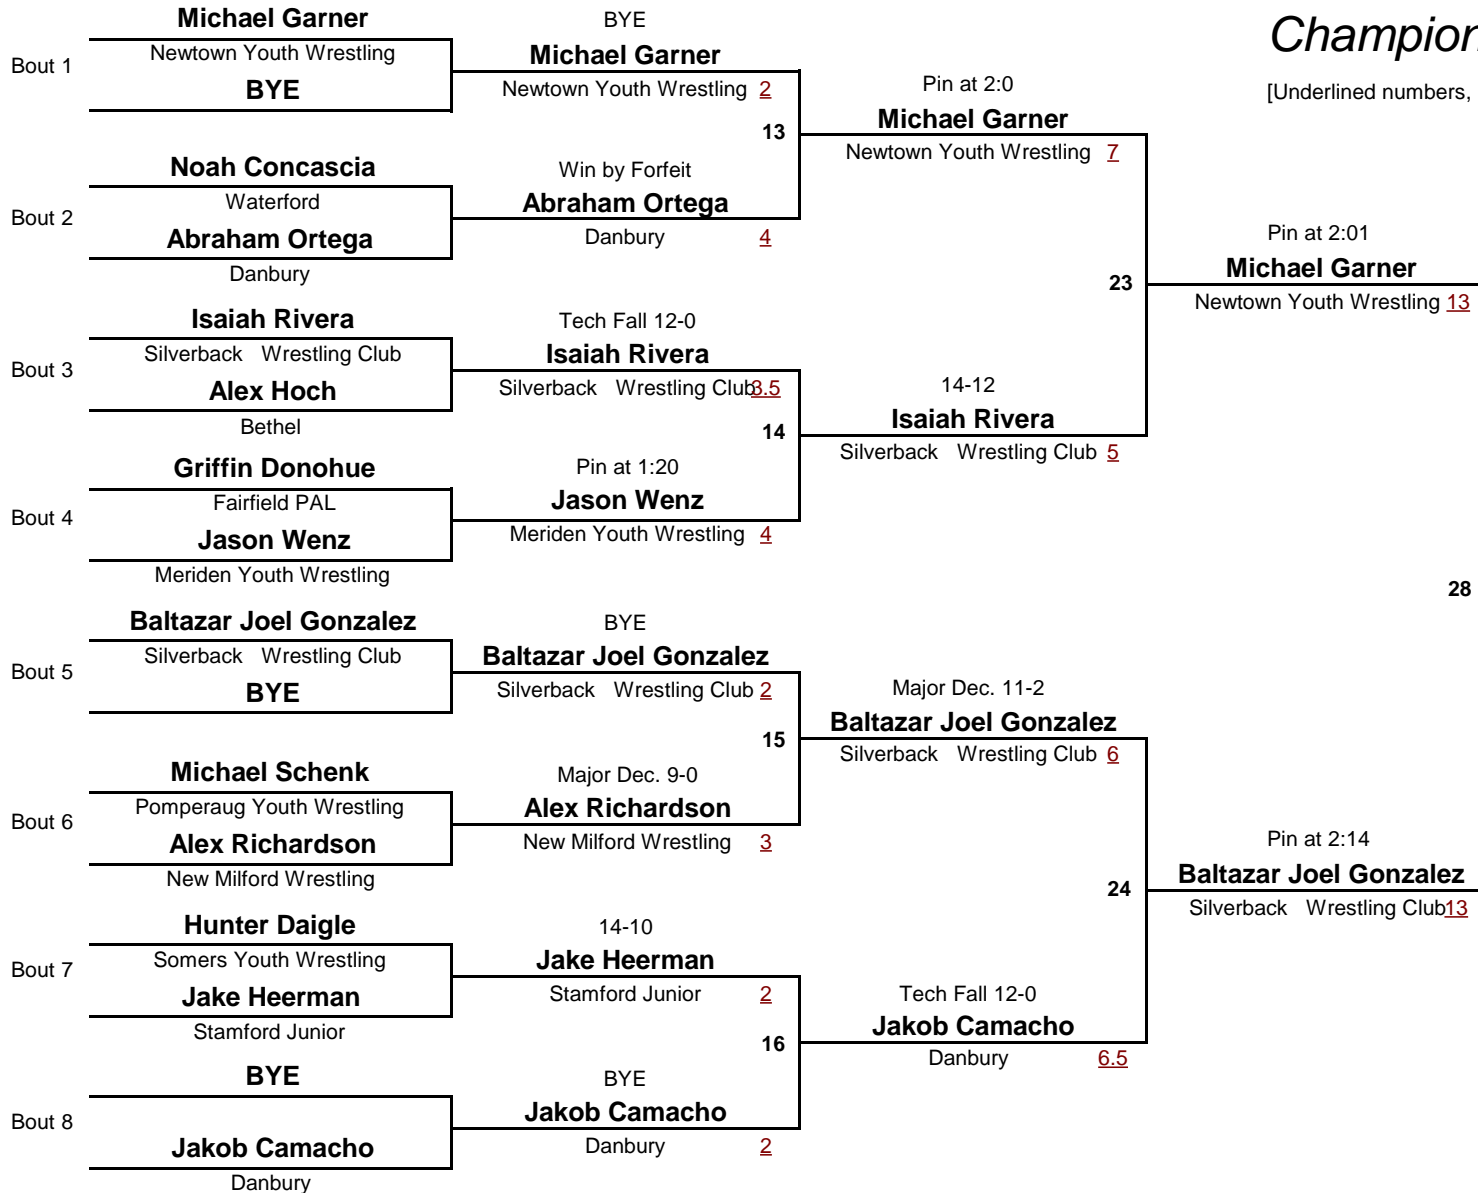 Champion
[Underlined numbers,
Bout 1
Michael Garner
Newtown Youth Wrestling
BYE
Bout 2
Noah Concascia
Waterford
Abraham Ortega
Danbury
Bout 3
Isaiah Rivera
Silverback Wrestling Club
Alex Hoch
Bethel
Bout 4
Griffin Donohue
Fairfield PAL
Jason Wenz
Meriden Youth Wrestling
Bout 5
Baltazar Joel Gonzalez
Silverback Wrestling Club
BYE
Bout 6
Michael Schenk
Pomperaug Youth Wrestling
Alex Richardson
New Milford Wrestling
Bout 7
Hunter Daigle
Somers Youth Wrestling
Jake Heerman
Stamford Junior
Bout 8
BYE
Jakob Camacho
Danbury
BYE
Michael Garner
Newtown Youth Wrestling 2
13
Win by Forfeit
Abraham Ortega
Danbury 4
Tech Fall 12-0
Isaiah Rivera
Silverback Wrestling Club 3.5
14
Pin at 1:20
Jason Wenz
Meriden Youth Wrestling 4
BYE
Baltazar Joel Gonzalez
Silverback Wrestling Club 2
15
Major Dec. 9-0
Alex Richardson
New Milford Wrestling 3
14-10
Jake Heerman
Stamford Junior 2
16
BYE
Jakob Camacho
Danbury 2
Pin at 2:0
Michael Garner
Newtown Youth Wrestling 7
23
14-12
Isaiah Rivera
Silverback Wrestling Club 5
Major Dec. 11-2
Baltazar Joel Gonzalez
Silverback Wrestling Club 6
24
Tech Fall 12-0
Jakob Camacho
Danbury 6.5
Pin at 2:01
Michael Garner
Newtown Youth Wrestling 13
28
Pin at 2:14
Baltazar Joel Gonzalez
Silverback Wrestling Club 13